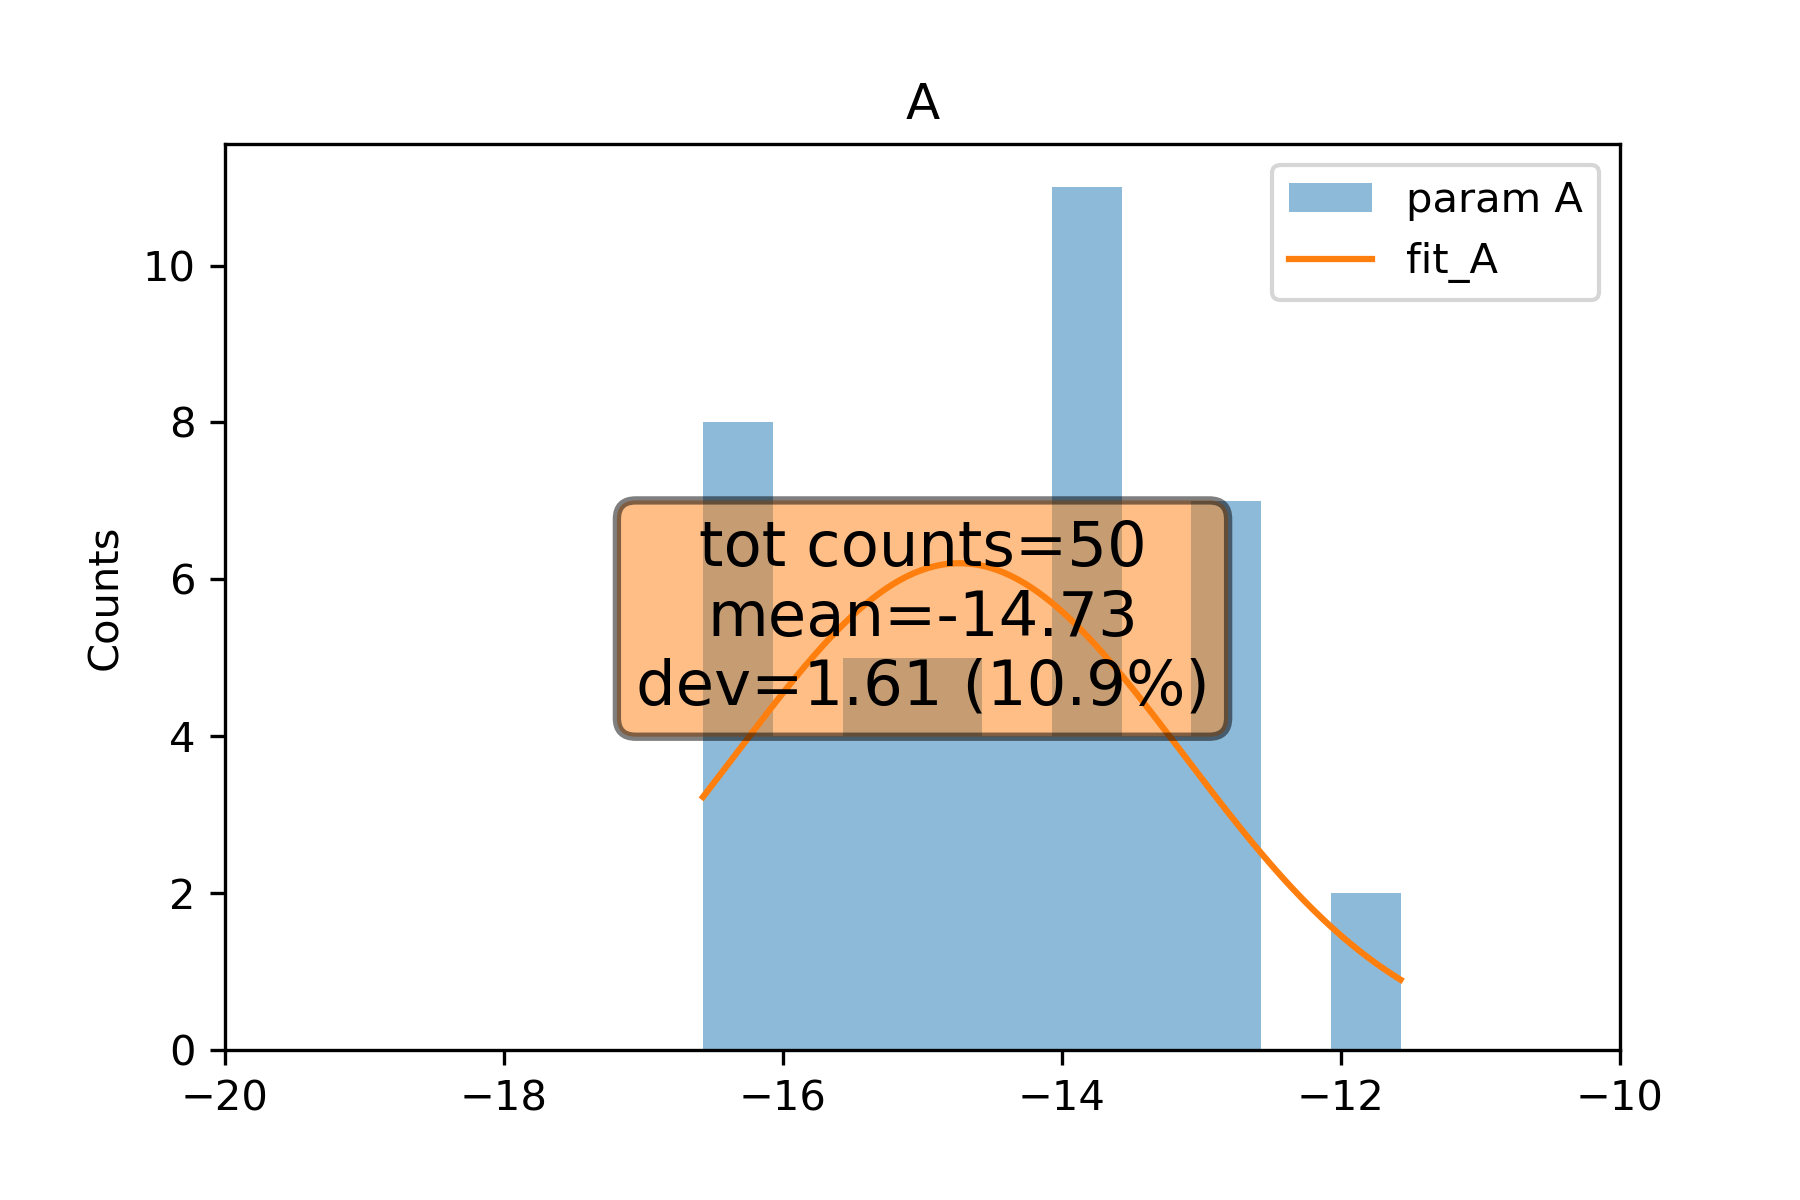 A
param A
fit_A
Counts
10
8
6
4
2
0
tot counts=50
mean=-14.73
dev=1.61 (10.9%)
−20 −18 −16 −14 −12 −10